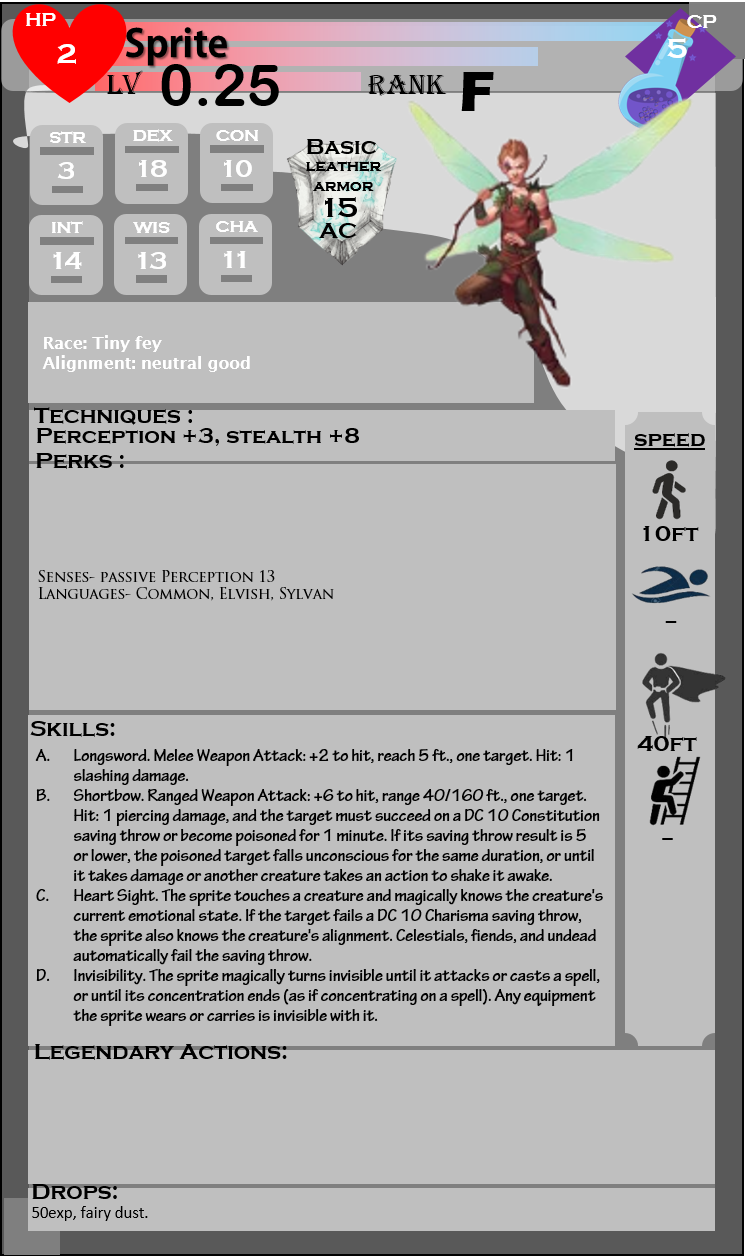 HP
2
Sprite
CP
5
LV 0.25 RANK F
STR
3
DEX
18
CON
10
INT
14
WIS
13
CHA
11
Basic
leather
armor
15
AC
Race: Tiny fey
Alignment: neutral good
Techniques :
Perception +3, stealth +8
Perks :
Senses- passive Perception 13
Languages- Common, Elvish, Sylvan
SPEED
10FT
–
40FT
–
Skills:
A. Longsword. Melee Weapon Attack: +2 to hit, reach 5 ft., one target. Hit: 1
slashing damage.
B. Shortbow. Ranged Weapon Attack: +6 to hit, range 40/160 ft., one target.
Hit: 1 piercing damage, and the target must succeed on a DC 10 Constitution
saving throw or become poisoned for 1 minute. If its saving throw result is 5
or lower, the poisoned target falls unconscious for the same duration, or until
it takes damage or another creature takes an action to shake it awake.
C. Heart Sight. The sprite touches a creature and magically knows the creature's
current emotional state. If the target fails a DC 10 Charisma saving throw,
the sprite also knows the creature's alignment. Celestials, fiends, and undead
automatically fail the saving throw.
D. Invisibility. The sprite magically turns invisible until it attacks or casts a spell,
or until its concentration ends (as if concentrating on a spell). Any equipment
the sprite wears or carries is invisible with it.
Legendary Actions:
Drops:
50exp, fairy dust.